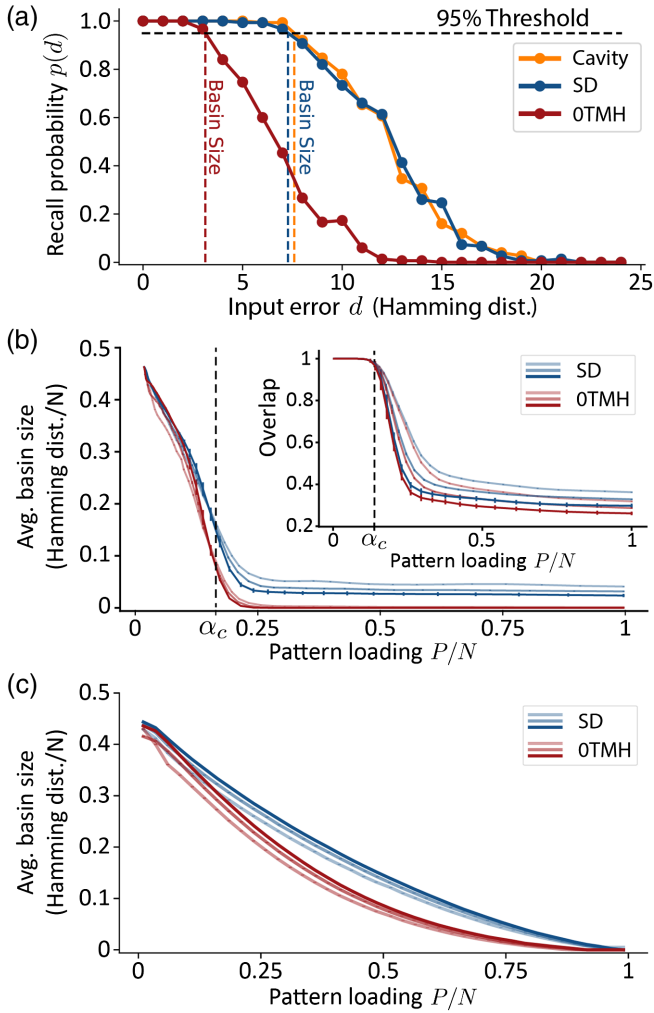 (a)
95% Threshold
Recall probability p(d)
1.0
0.8
0.6
0.4
0.2
0
Cavity
SD
0TMH
Basin Size
Basin Size
0 5 10 15 20 25
Input error d (Hamming dist.)
(b)
Avg. basin size
(Hamming dist./N)
0.5
0.4
0.3
0.2
0.1
0
Overlap
1
0.8
0.6
0.4
0.2
SD
0TMH
0 α_c 0.5 1
Pattern loading P/N
0 α_c 0.25 0.5 0.75 1
Pattern loading P/N
(c)
Avg. basin size
(Hamming dist./N)
0.5
0.4
0.3
0.2
0.1
0
SD
0TMH
0 0.25 0.5 0.75 1
Pattern loading P/N